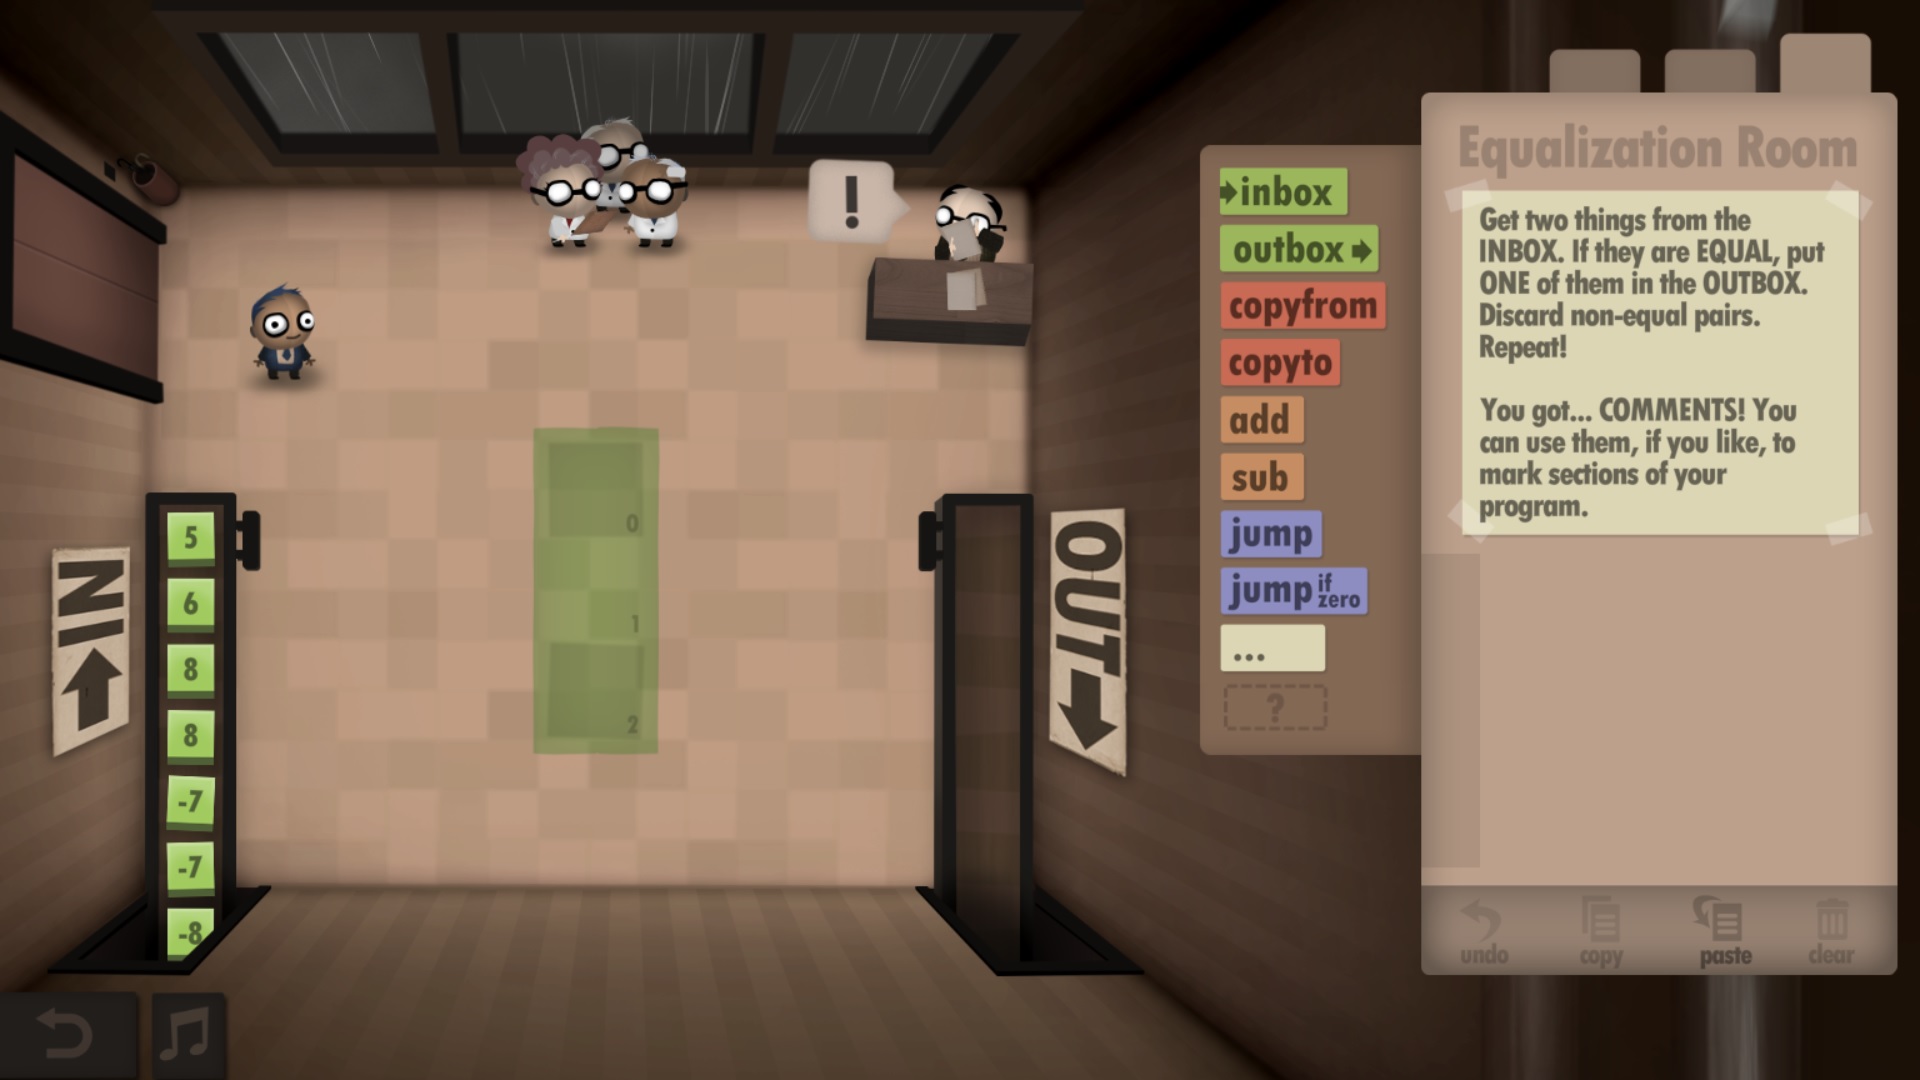 Equalization Room
Get two things from the
INBOX. If they are EQUAL, put
ONE of them in the OUTBOX.
Discard non-equal pairs.
Repeat!
You got... COMMENTS! You
can use them, if you like, to
mark sections of your
program.
inbox
outbox
copyfrom
copyto
add
sub
jump
jump if zero
...
?
!
IN
5
6
8
8
-7
-7
-8
0
1
2
OUT
undo
copy
paste
clear